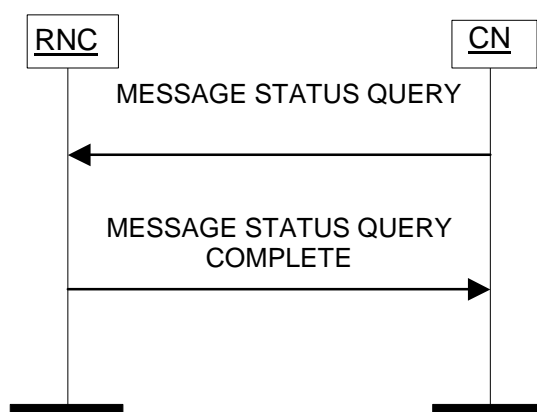 RNC
CN
MESSAGE STATUS QUERY
MESSAGE STATUS QUERY
COMPLETE